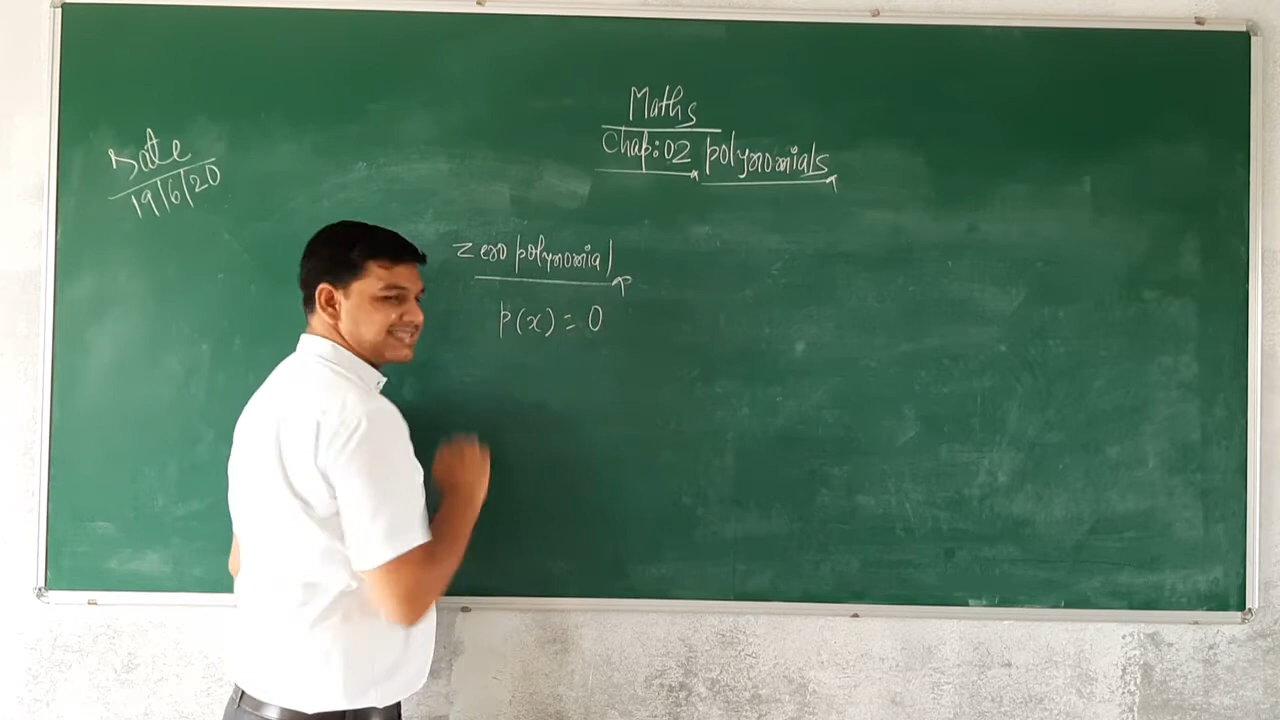 Maths
Chap:02 polynomials
Date
19/6/20
Zero polynomial
p(x) = 0